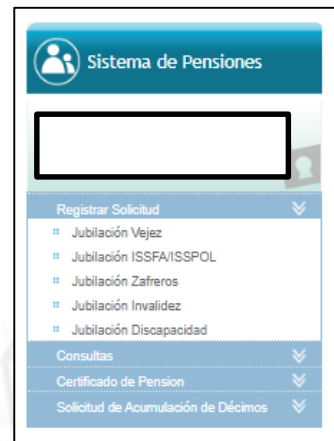 Sistema de Pensiones
Registrar Solicitud
Jubilación Vejez
Jubilación ISSFA/ISSPOL
Jubilación Zafreros
Jubilación Invalidez
Jubilación Discapacidad
Consultas
Certificado de Pension
Solicitud de Acumulación de Décimos